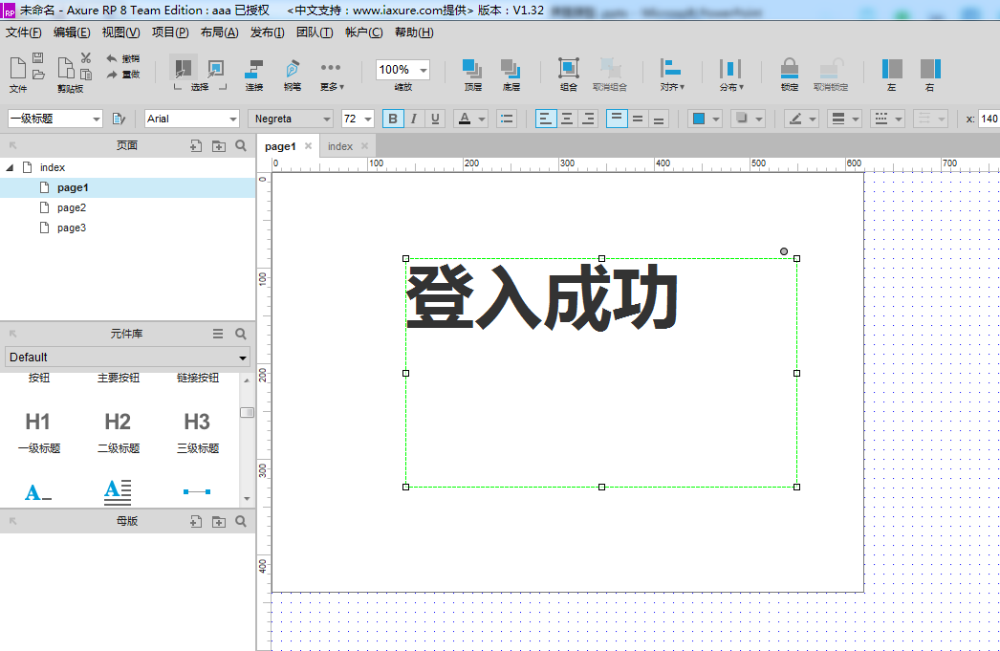 RP 未命名 - Axure RP 8 Team Edition : aaa 已授权 <中文支持：www.iaxure.com提供> 版本：V1.32
文件(F) 编辑(E) 视图(V) 项目(P) 布局(A) 发布(I) 团队(T) 帐户(C) 帮助(H)
撤销
重做
100%
文件 剪贴板 选择 连接 钢笔 更多▾ 缩放 顶层 底层 组合 取消组合 对齐▾ 分布▾ 锁定 取消锁定 左 右
一级标题 Arial Negreta 72 B I U A x: 140
页面
page1 index
index
page1
page2
page3
0 100 200 300 400 500 600 700
0
100
200
300
400
登入成功
元件库
Default
按钮 主要按钮 链接按钮
H1 H2 H3
一级标题 二级标题 三级标题
A A
母版